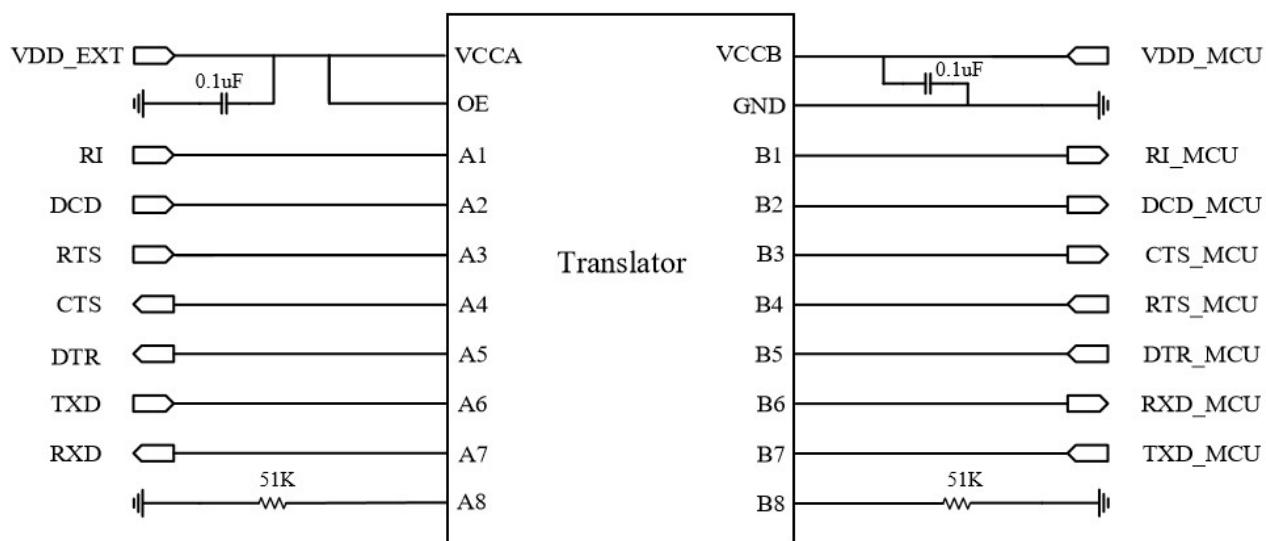 VDD_EXT VCCA VCCB VDD_MCU
0.1uF 0.1uF
OE GND
RI A1 B1 RI_MCU
DCD A2 B2 DCD_MCU
RTS A3 Translator B3 CTS_MCU
CTS A4 B4 RTS_MCU
DTR A5 B5 DTR_MCU
TXD A6 B6 RXD_MCU
RXD A7 B7 TXD_MCU
51K 51K
A8 B8